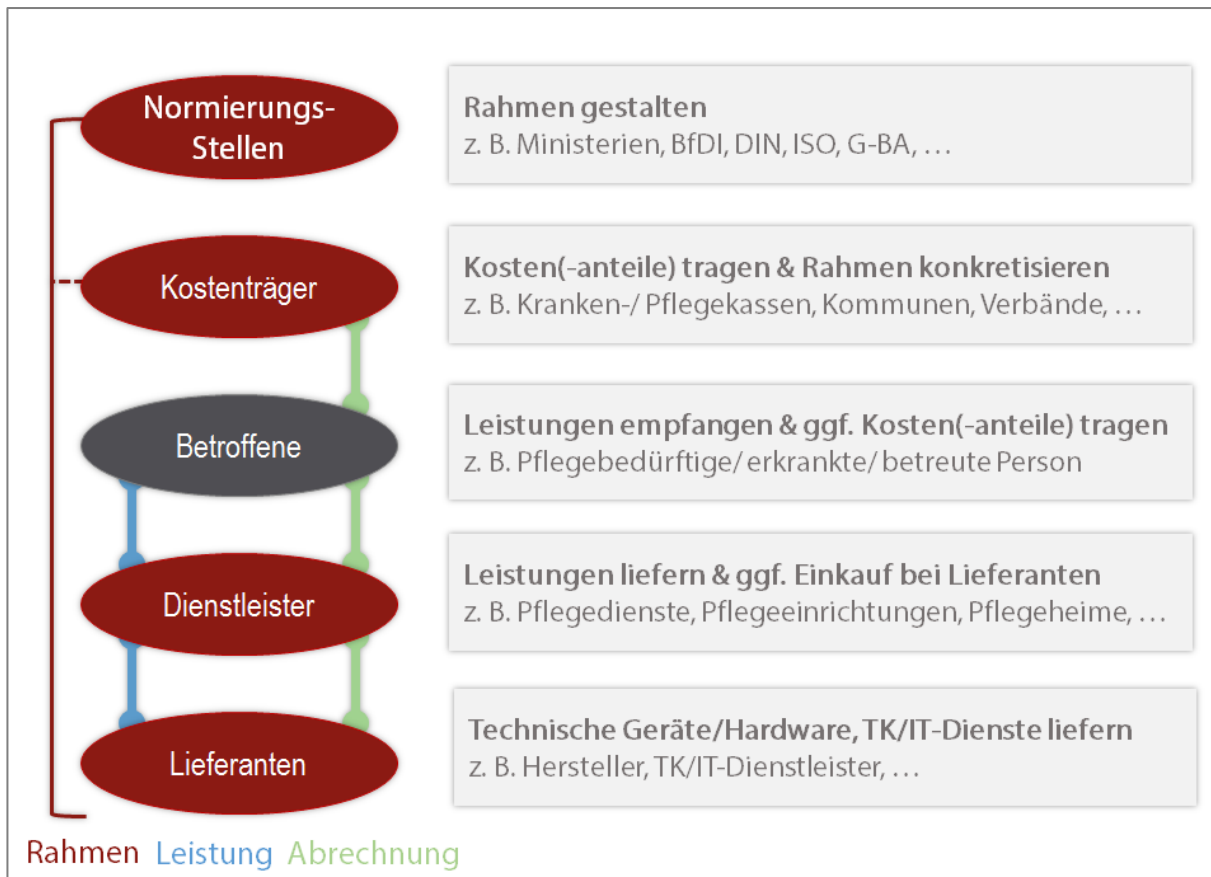 Normierungs-
Stellen
Rahmen gestalten
z. B. Ministerien, BfDI, DIN, ISO, G-BA, …
Kostenträger
Kosten(-anteile) tragen & Rahmen konkretisieren
z. B. Kranken-/ Pflegekassen, Kommunen, Verbände, …
Betroffene
Leistungen empfangen & ggf. Kosten(-anteile) tragen
z. B. Pflegebedürftige/ erkrankte/ betreute Person
Dienstleister
Leistungen liefern & ggf. Einkauf bei Lieferanten
z. B. Pflegedienste, Pflegeeinrichtungen, Pflegeheime, …
Lieferanten
Technische Geräte/Hardware, TK/IT-Dienste liefern
z. B. Hersteller, TK/IT-Dienstleister, …
Rahmen Leistung Abrechnung